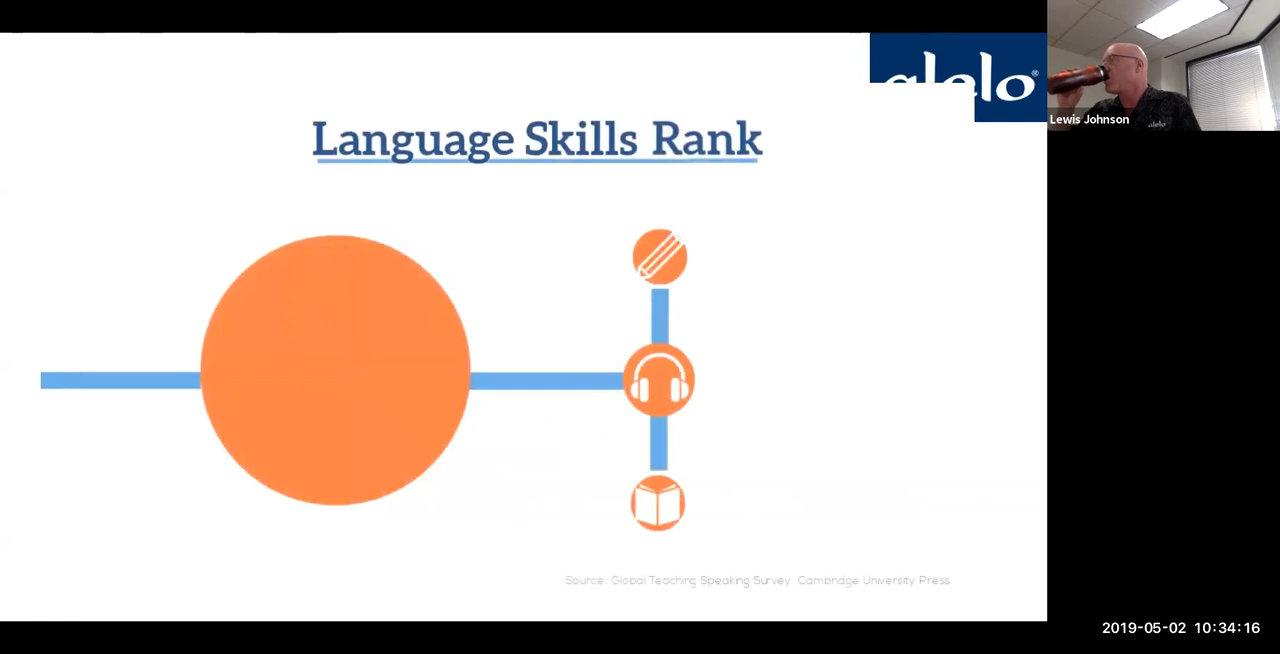 alelo®
Lewis Johnson
Language Skills Rank
Source: Global Teaching Speaking Survey. Cambridge University Press
2019-05-02 10:34:16